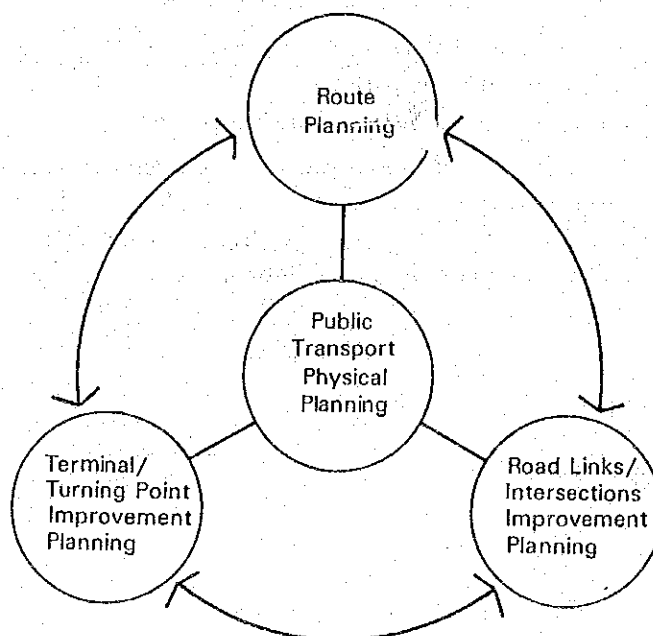 Route
Planning
Public
Transport
Physical
Planning
Terminal/
Turning Point
Improvement
Planning
Road Links/
Intersections
Improvement
Planning